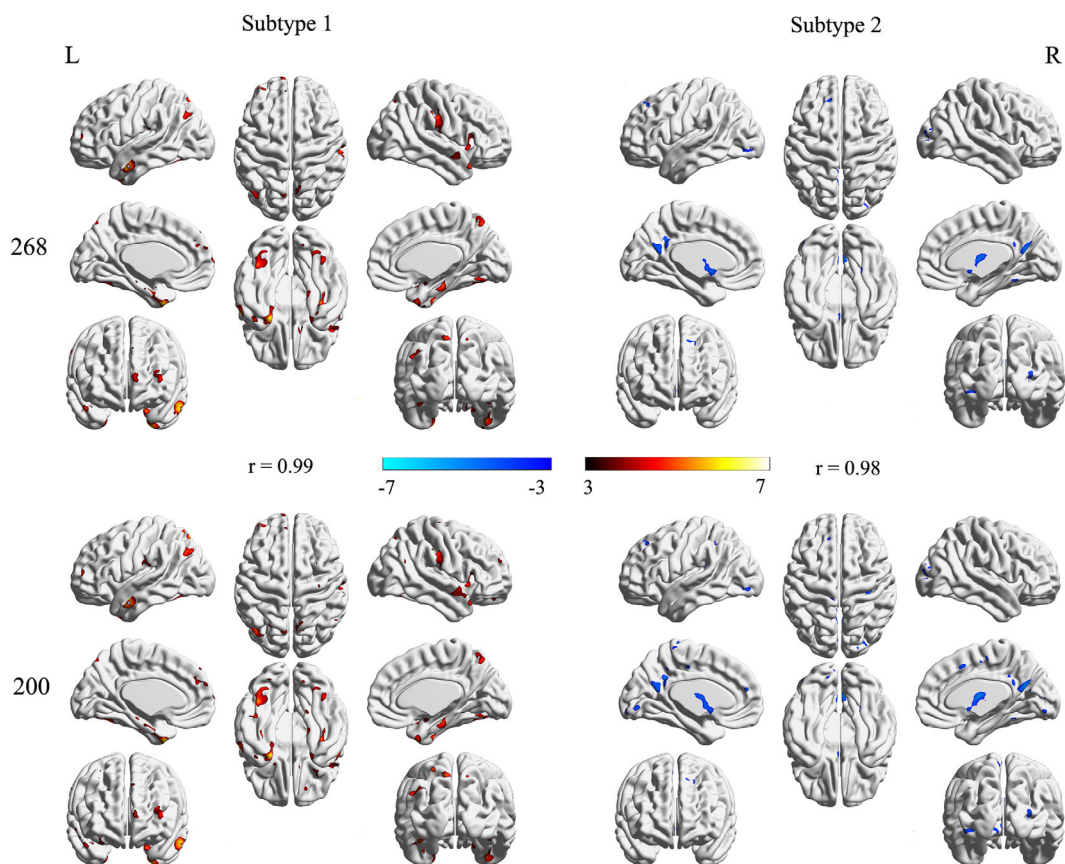 Subtype 1
Subtype 2
L
R
268
r = 0.99
r = 0.98
-7
-3
3
7
200